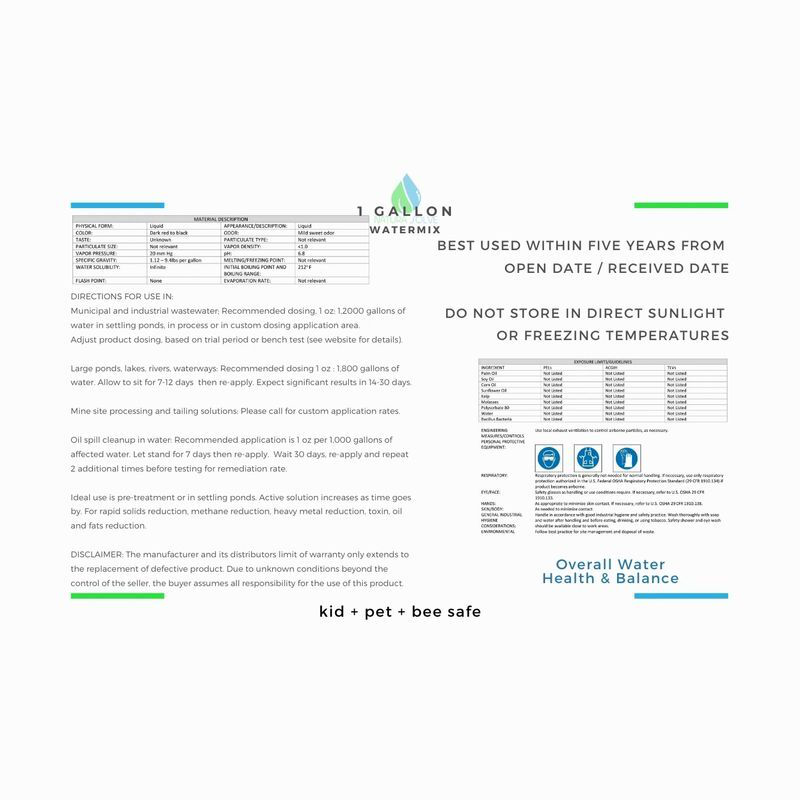 1 GALLON
NATURA SOLVE
WATERMIX
MATERIAL DESCRIPTION
PHYSICAL FORM: Liquid APPEARANCE/DESCRIPTION: Liquid
COLOR: Dark red to black ODOR: Mild sweet odor
TASTE: Unknown PARTICULATE TYPE: Not relevant
PARTICULATE SIZE: Not relevant VAPOR DENSITY: <1.0
VAPOR PRESSURE: 20 mm Hg pH: 6.8
SPECIFIC GRAVITY: 1.12 – 9.4lbs per gallon MELTING/FREEZING POINT: Not relevant
WATER SOLUBILITY: Infinite INITIAL BOILING POINT AND BOILING RANGE: 212°F
FLASH POINT: None EVAPORATION RATE: Not relevant
DIRECTIONS FOR USE IN:
Municipal and industrial wastewater; Recommended dosing, 1 oz: 1,2000 gallons of
water in settling ponds, in process or in custom dosing application area.
Adjust product dosing, based on trial period or bench test (see website for details).
Large ponds, lakes, rivers, waterways: Recommended dosing 1 oz : 1,800 gallons of
water. Allow to sit for 7-12 days then re-apply. Expect significant results in 14-30 days.
Mine site processing and tailing solutions: Please call for custom application rates.
Oil spill cleanup in water: Recommended application is 1 oz per 1,000 gallons of
affected water. Let stand for 7 days then re-apply. Wait 30 days, re-apply and repeat
2 additional times before testing for remediation rate.
Ideal use is pre-treatment or in settling ponds. Active solution increases as time goes
by. For rapid solids reduction, methane reduction, heavy metal reduction, toxin, oil
and fats reduction.
DISCLAIMER: The manufacturer and its distributors limit of warranty only extends to
the replacement of defective product. Due to unknown conditions beyond the
control of the seller, the buyer assumes all responsibility for the use of this product.
BEST USED WITHIN FIVE YEARS FROM
OPEN DATE / RECEIVED DATE
DO NOT STORE IN DIRECT SUNLIGHT
OR FREEZING TEMPERATURES
EXPOSURE LIMITS/GUIDELINES
INGREDIENT PELs ACGIH TLVs
Palm Oil Not Listed Not Listed Not Listed
Soy Oil Not Listed Not Listed Not Listed
Corn Oil Not Listed Not Listed Not Listed
Sunflower Oil Not Listed Not Listed Not Listed
Kelp Not Listed Not Listed Not Listed
Molasses Not Listed Not Listed Not Listed
Polysorbate 80 Not Listed Not Listed Not Listed
Water Not Listed Not Listed Not Listed
Bacillus Bacteria Not Listed Not Listed Not Listed
ENGINEERING MEASURES/CONTROLS Use local exhaust ventilation to control airborne particles, as necessary.
PERSONAL PROTECTIVE EQUIPMENT:
RESPIRATORY: Respiratory protection is generally not needed for normal handling. If necessary, use only respiratory
protection authorized in the U.S. Federal OSHA Respiratory Protection Standard (29 CFR 1910.134) if
product becomes airborne.
EYE/FACE: Safety glasses as handling or use conditions require. If necessary, refer to U.S. OSHA 29 CFR
1910.133.
HANDS: As appropriate to minimize skin contact. If necessary, refer to U.S. OSHA 29 CFR 1910.138.
SKIN/BODY: As needed to minimize contact
GENERAL INDUSTRIAL HYGIENE CONSIDERATIONS: Handle in accordance with good industrial hygiene and safety practice. Wash thoroughly with soap
and water after handling and before eating, drinking, or using tobacco. Safety shower and eye wash
should be available close to work areas.
ENVIRONMENTAL Follow best practice for site management and disposal of waste.
Overall Water
Health & Balance
kid + pet + bee safe